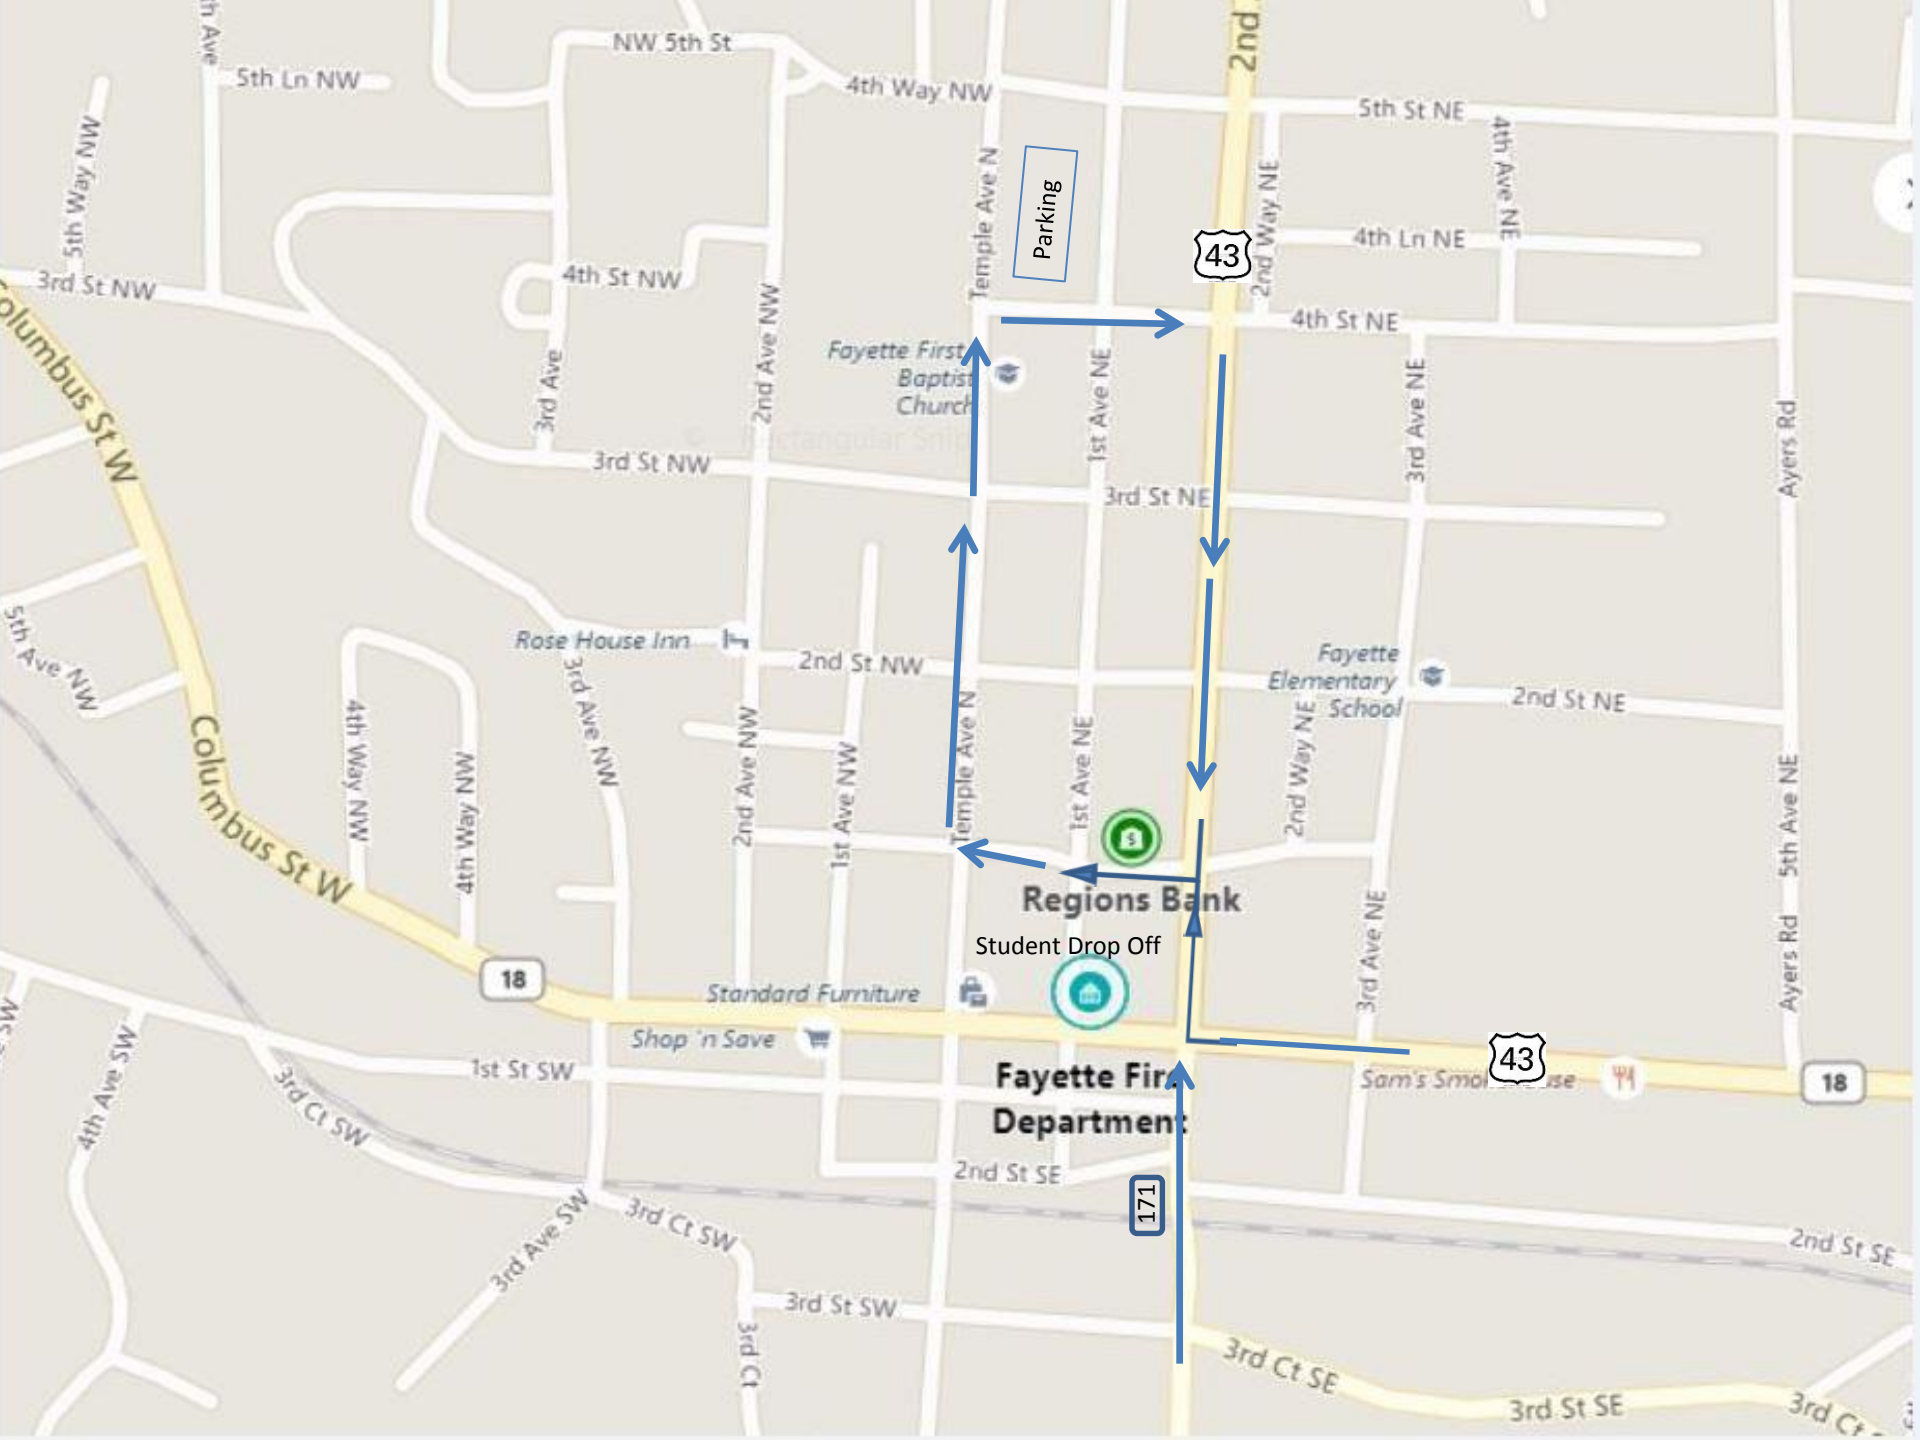 NW 5th St
5th Ln NW
4th Way NW
2nd
5th St NE
5th Way NW
Temple Ave N
Parking
2nd Way NE
4th Ave NE
43
4th Ln NE
3rd St NW
4th St NW
2nd Ave NW
4th St NE
Columbus St W
3rd Ave
Fayette First
Baptist
Church
1st Ave NE
3rd Ave NE
Ayers Rd
Rectangular Snip
3rd St NW
3rd St NE
5th Ave NW
Rose House Inn
2nd St NW
Fayette
Elementary
School
2nd St NE
3rd Ave NW
4th Way NW
4th Way NW
2nd Ave NW
1st Ave NW
Temple Ave N
1st Ave NE
2nd Way NE
5th Ave NE
Columbus St W
Regions Bank
Student Drop Off
3rd Ave NE
Ayers Rd
18
Standard Furniture
Shop 'n Save
43
18
1st St SW
Fayette Fire
Department
4th Ave SW
3rd Ct SW
2nd St SE
171
3rd Ave SW
3rd Ct SW
2nd St SE
3rd St SW
3rd Ct
3rd Ct SE
3rd St SE
3rd Ct